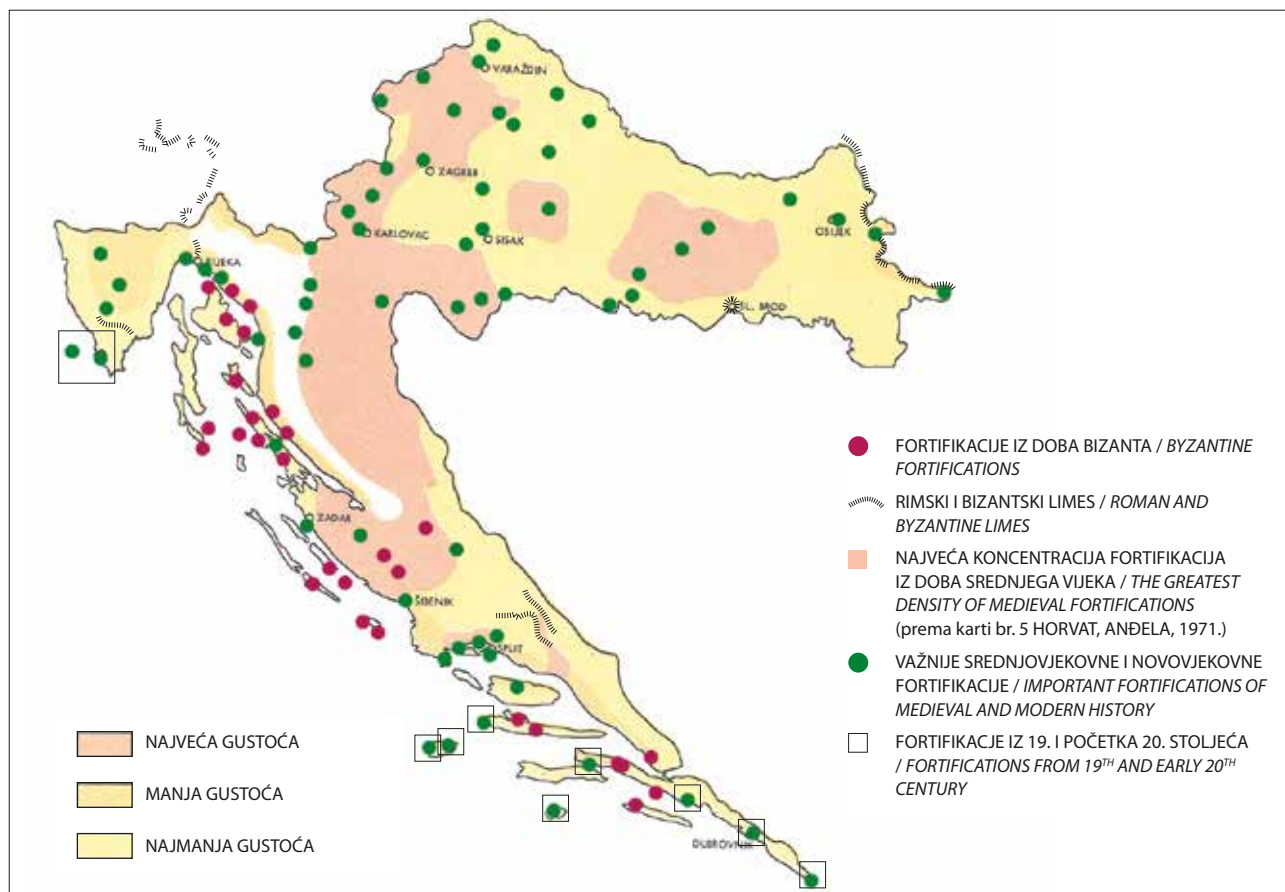 VARAŽDIN
ZAGREB
KARLOVAC
SISAK
OSIJEK
RIJEKA
SL. BROD
ZADAR
ŠIBENIK
SPLIT
DUBROVNIK
FORTIFIKACIJE IZ DOBA BIZANTA / BYZANTINE
FORTIFICATIONS
RIMSKI I BIZANTSKI LIMES / ROMAN AND
BYZANTINE LIMES
NAJVEĆA KONCENTRACIJA FORTIFIKACIJA
IZ DOBA SREDNJEGA VIJEKA / THE GREATEST
DENSITY OF MEDIEVAL FORTIFICATIONS
(prema karti br. 5 HORVAT, ANĐELA, 1971.)
VAŽNIJE SREDNJOVJEKOVNE I NOVOVJEKOVNE
FORTIFIKACIJE / IMPORTANT FORTIFICATIONS OF
MEDIEVAL AND MODERN HISTORY
FORTIFIKACJE IZ 19. I POČETKA 20. STOLJEĆA
/ FORTIFICATIONS FROM 19TH AND EARLY 20TH
CENTURY
NAJVEĆA GUSTOĆA
MANJA GUSTOĆA
NAJMANJA GUSTOĆA